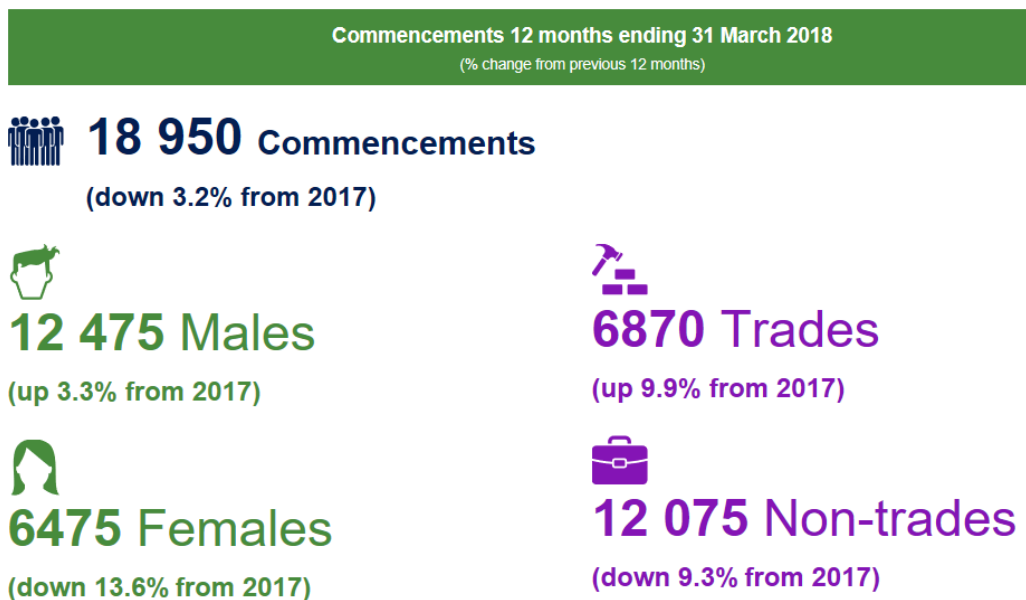 Commencements 12 months ending 31 March 2018
(% change from previous 12 months)
18 950 Commencements
(down 3.2% from 2017)
12 475 Males
(up 3.3% from 2017)
6475 Females
(down 13.6% from 2017)
6870 Trades
(up 9.9% from 2017)
12 075 Non-trades
(down 9.3% from 2017)